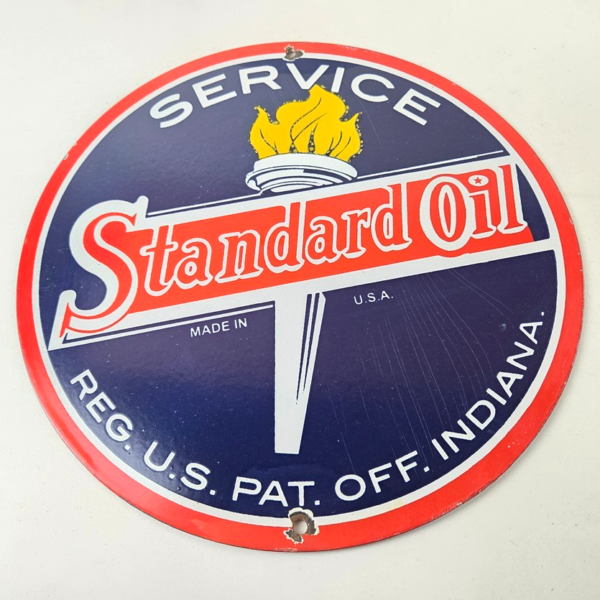 SERVICE
Standard Oil
MADE IN U.S.A.
REG. U.S. PAT. OFF. INDIANA.